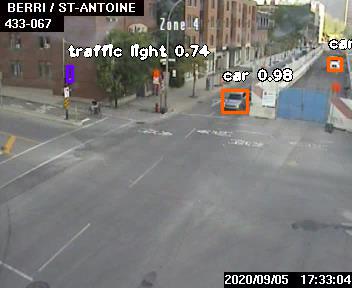 BERRI / ST-ANTOINE
433-067
Zone 4
traffic light 0.74
car
car 0.98
2020/09/05 17:33:04